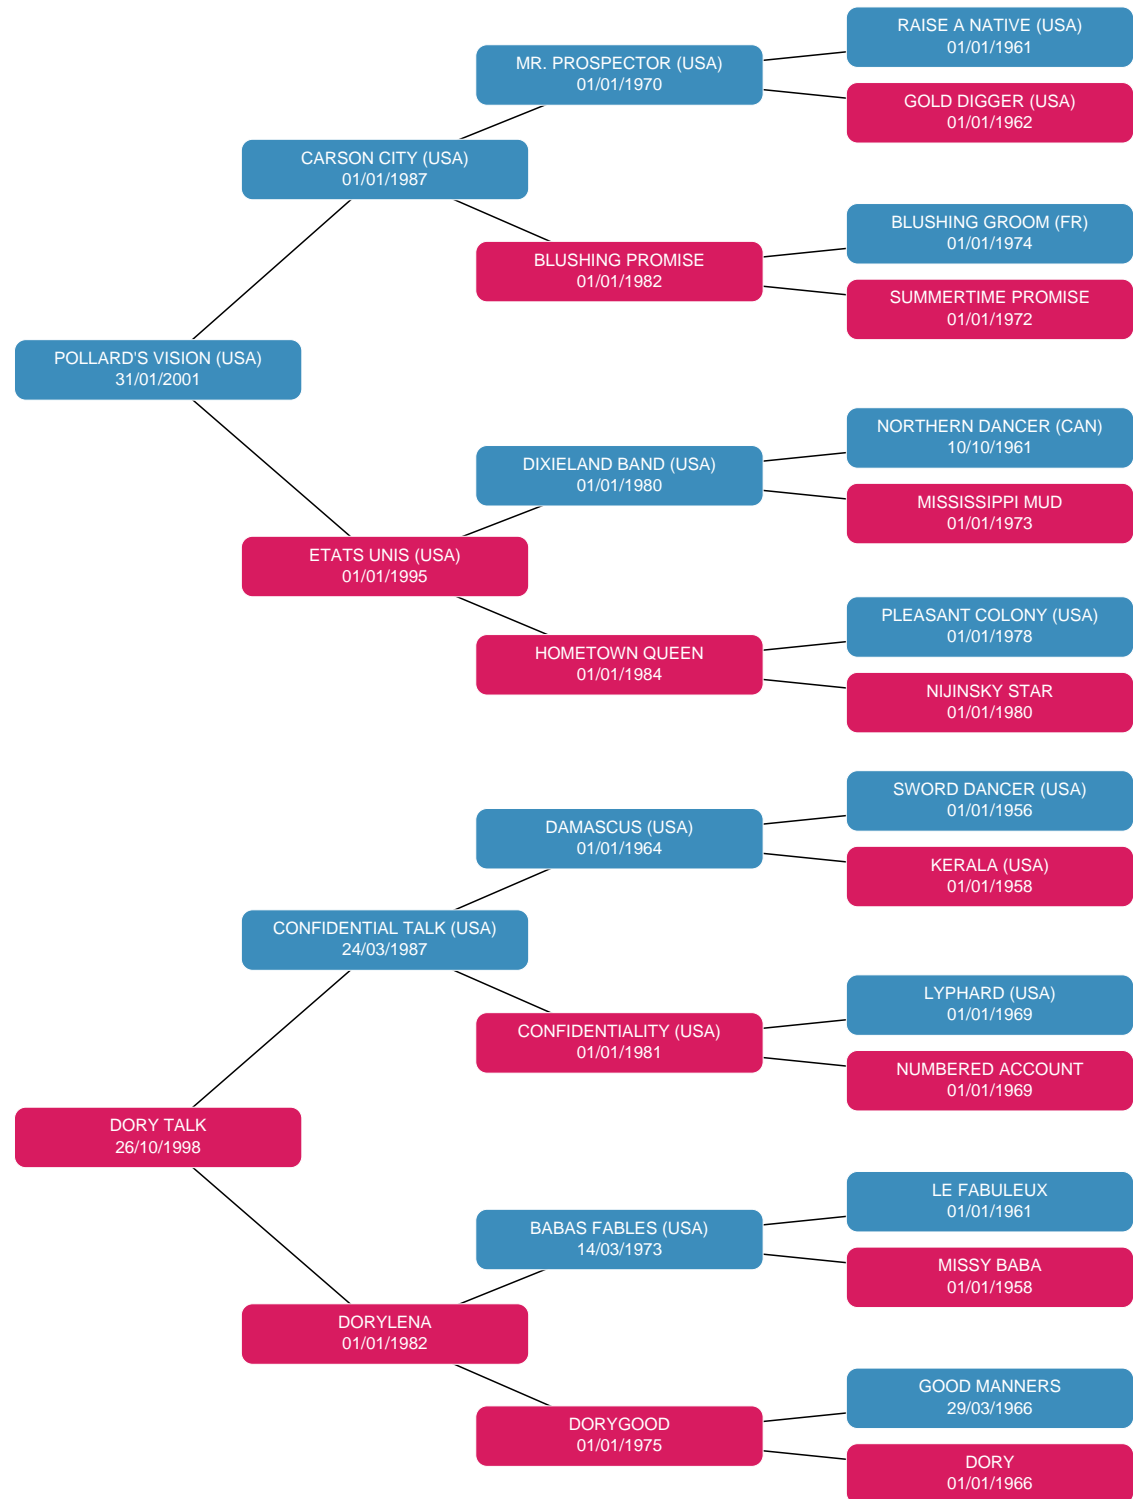 RAISE A NATIVE (USA)
01/01/1961
MR. PROSPECTOR (USA)
01/01/1970
GOLD DIGGER (USA)
01/01/1962
CARSON CITY (USA)
01/01/1987
BLUSHING GROOM (FR)
01/01/1974
BLUSHING PROMISE
01/01/1982
SUMMERTIME PROMISE
01/01/1972
POLLARD'S VISION (USA)
31/01/2001
NORTHERN DANCER (CAN)
10/10/1961
DIXIELAND BAND (USA)
01/01/1980
MISSISSIPPI MUD
01/01/1973
ETATS UNIS (USA)
01/01/1995
PLEASANT COLONY (USA)
01/01/1978
HOMETOWN QUEEN
01/01/1984
NIJINSKY STAR
01/01/1980
SWORD DANCER (USA)
01/01/1956
DAMASCUS (USA)
01/01/1964
KERALA (USA)
01/01/1958
CONFIDENTIAL TALK (USA)
24/03/1987
LYPHARD (USA)
01/01/1969
CONFIDENTIALITY (USA)
01/01/1981
NUMBERED ACCOUNT
01/01/1969
DORY TALK
26/10/1998
LE FABULEUX
01/01/1961
BABAS FABLES (USA)
14/03/1973
MISSY BABA
01/01/1958
DORYLENA
01/01/1982
GOOD MANNERS
29/03/1966
DORYGOOD
01/01/1975
DORY
01/01/1966